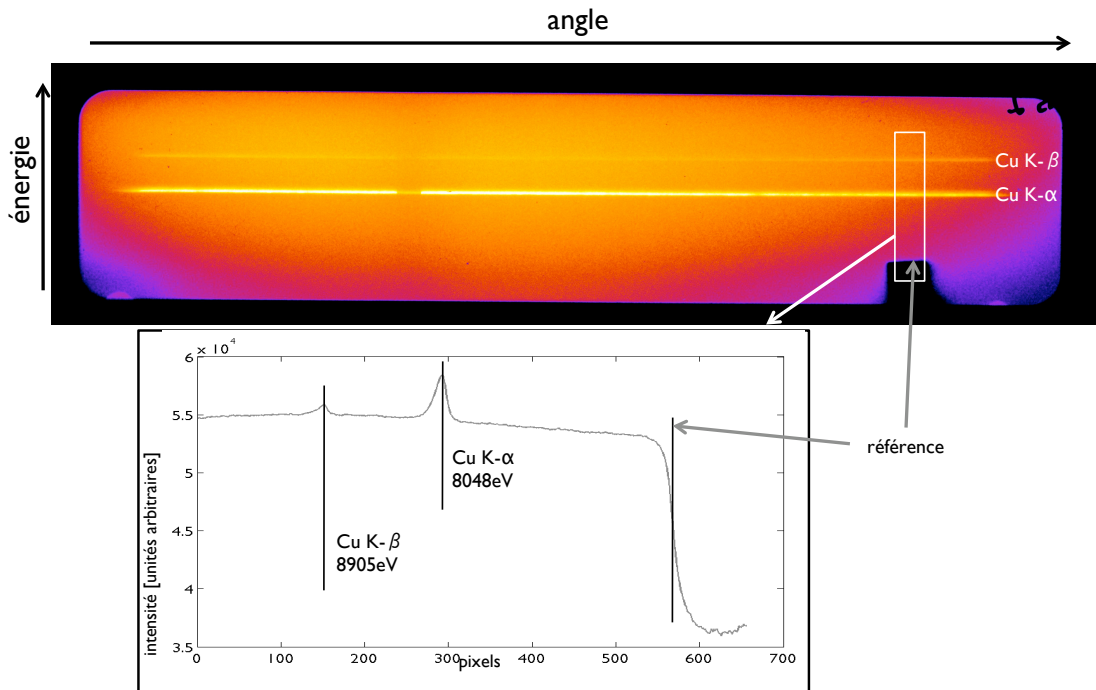 angle
énergie
Cu K- β
Cu K-α
6 × 10⁴
5.5
5
4.5
4
3.5
intensité [unités arbitraires]
Cu K-α
8048eV
Cu K- β
8905eV
référence
0 100 200 300 400 500 600 700
pixels